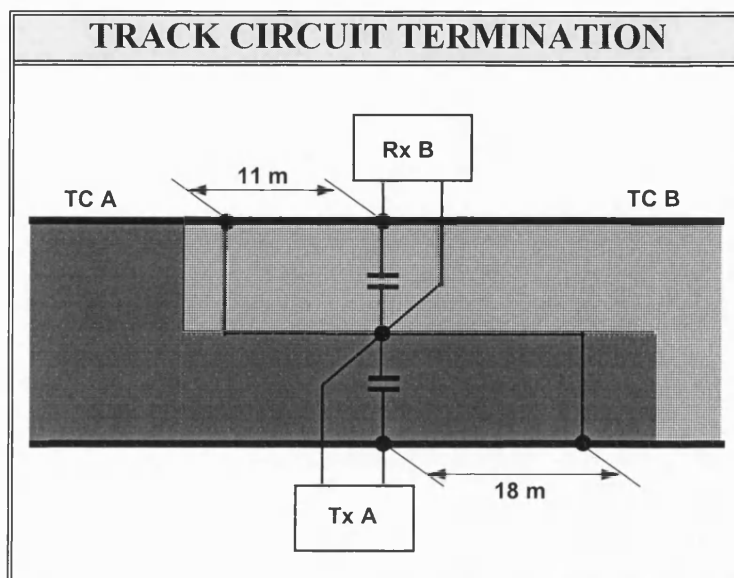 TRACK CIRCUIT TERMINATION
Rx B
11 m
TC A
TC B
18 m
Tx A